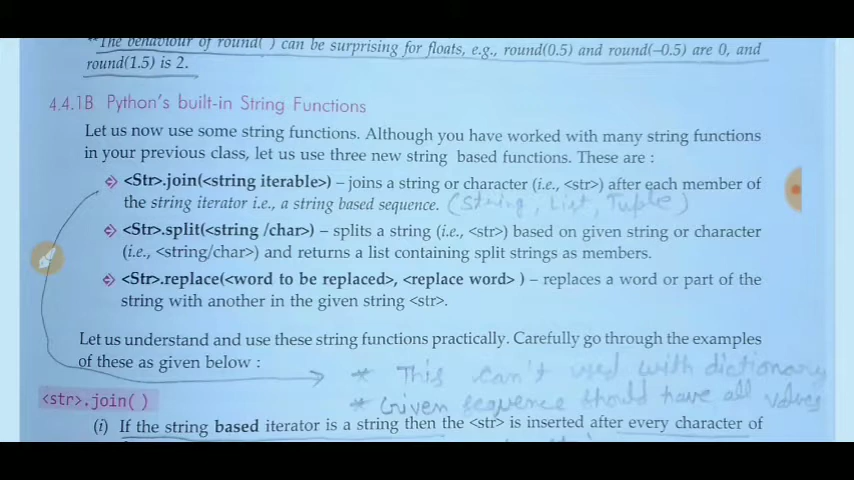 **The behaviour of round( ) can be surprising for floats, e.g., round(0.5) and round(–0.5) are 0, and
round(1.5) is 2.
4.4.1B Python's built-in String Functions
Let us now use some string functions. Although you have worked with many string functions
in your previous class, let us use three new string based functions. These are :
<Str>.join(<string iterable>) – joins a string or character (i.e., <str>) after each member of
the string iterator i.e., a string based sequence. (String, List, Tuple)
<Str>.split(<string /char>) – splits a string (i.e., <str>) based on given string or character
(i.e., <string/char>) and returns a list containing split strings as members.
<Str>.replace(<word to be replaced>, <replace word> ) – replaces a word or part of the
string with another in the given string <str>.
Let us understand and use these string functions practically. Carefully go through the examples
of these as given below :
* This can't used with dictionary
<str>.join( )
* Given sequence should have all values
(i) If the string based iterator is a string then the <str> is inserted after every character of